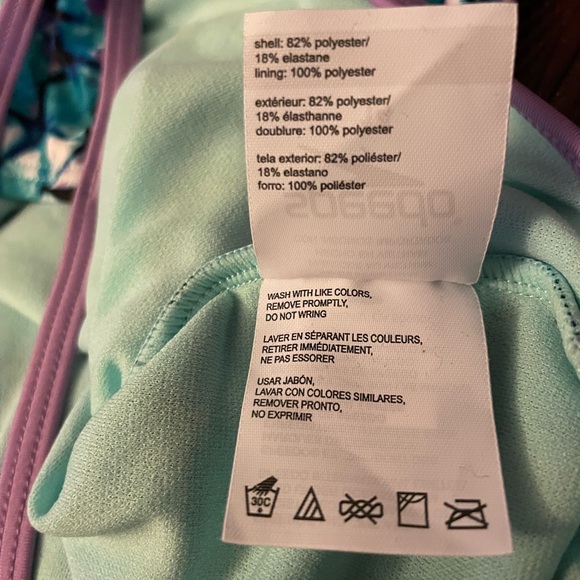 shell: 82% polyester/
18% elastane
lining: 100% polyester
extérieur: 82% polyester/
18% élasthanne
doublure: 100% polyester
tela exterior: 82% poliéster/
18% elastano
forro: 100% poliéster
speedo
WASH WITH LIKE COLORS,
REMOVE PROMPTLY,
DO NOT WRING
LAVER EN SÉPARANT LES COULEURS,
RETIRER IMMÉDIATEMENT,
NE PAS ESSORER
USAR JABÓN,
LAVAR CON COLORES SIMILARES,
REMOVER PRONTO,
NO EXPRIMIR
30C